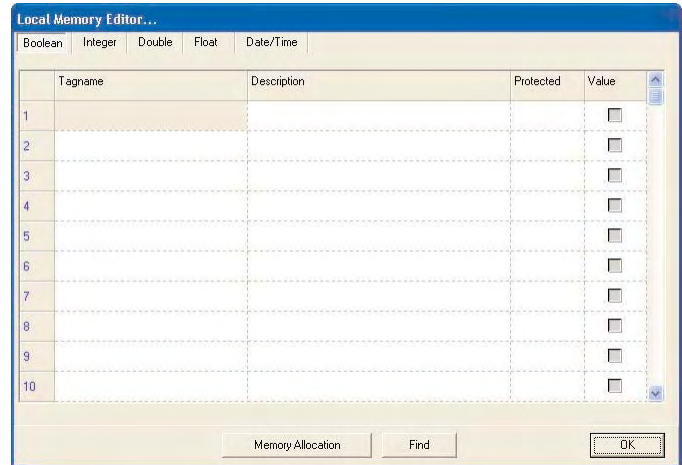 Local Memory Editor...
Boolean Integer Double Float Date/Time
Tagname Description Protected Value
1
2
3
4
5
6
7
8
9
10
Memory Allocation Find OK